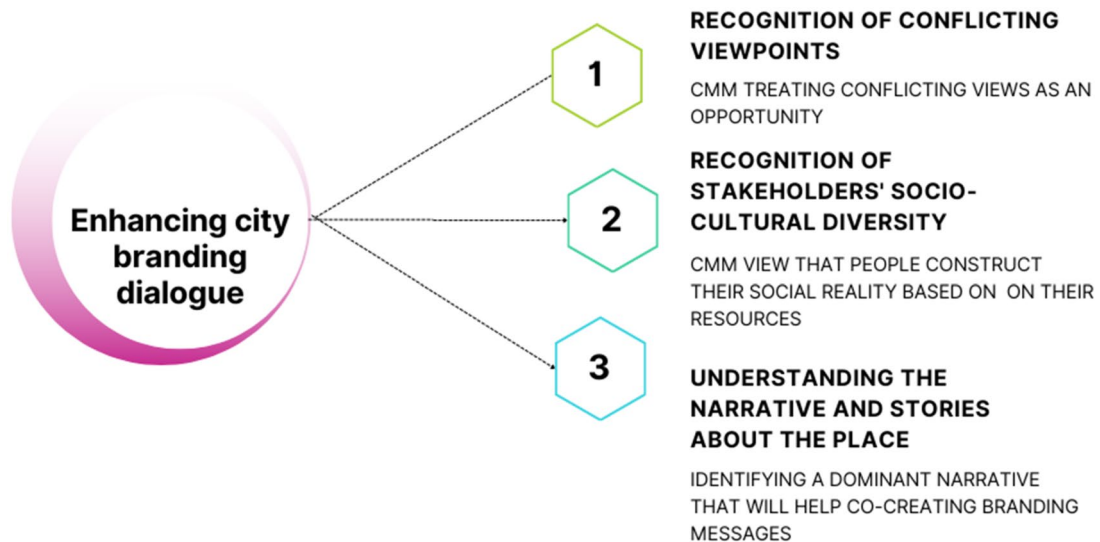 Enhancing city
branding
dialogue
1
RECOGNITION OF CONFLICTING
VIEWPOINTS
CMM TREATING CONFLICTING VIEWS AS AN
OPPORTUNITY
2
RECOGNITION OF
STAKEHOLDERS' SOCIO-
CULTURAL DIVERSITY
CMM VIEW THAT PEOPLE CONSTRUCT
THEIR SOCIAL REALITY BASED ON  ON THEIR
RESOURCES
3
UNDERSTANDING THE
NARRATIVE AND STORIES
ABOUT THE PLACE
IDENTIFYING A DOMINANT NARRATIVE
THAT WILL HELP CO-CREATING BRANDING
MESSAGES